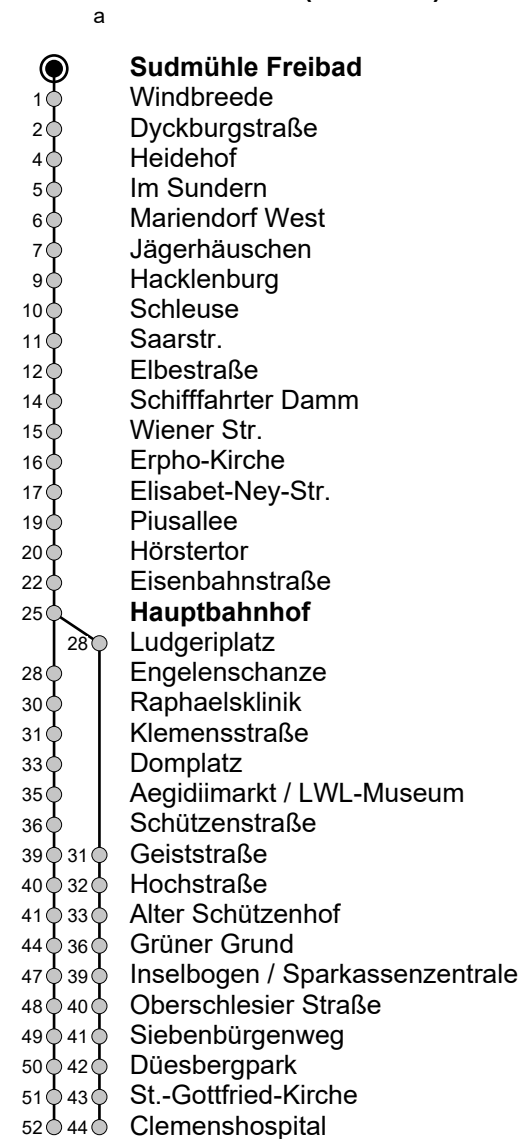 a
Sudmühle Freibad
1 Windbreede
2 Dyckburgstraße
4 Heidehof
5 Im Sundern
6 Mariendorf West
7 Jägerhäuschen
9 Hacklenburg
10 Schleuse
11 Saarstr.
12 Elbestraße
14 Schifffahrter Damm
15 Wiener Str.
16 Erpho-Kirche
17 Elisabet-Ney-Str.
19 Piusallee
20 Hörstertor
22 Eisenbahnstraße
25 Hauptbahnhof
28 Ludgeriplatz
28 Engelenschanze
30 Raphaelsklinik
31 Klemensstraße
33 Domplatz
35 Aegidiimarkt / LWL-Museum
36 Schützenstraße
39 31 Geiststraße
40 32 Hochstraße
41 33 Alter Schützenhof
44 36 Grüner Grund
47 39 Inselbogen / Sparkassenzentrale
48 40 Oberschlesier Straße
49 41 Siebenbürgenweg
50 42 Düesbergpark
51 43 St.-Gottfried-Kirche
52 44 Clemenshospital